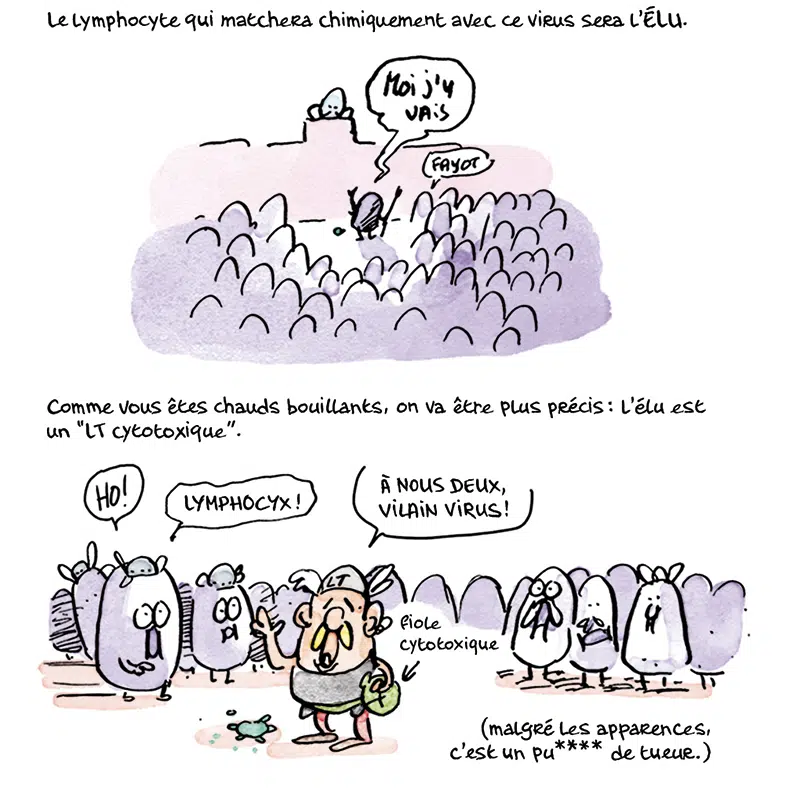 Le lymphocyte qui matchera chimiquement avec ce virus sera L'ÉLU.
Moi j'y
vais
FAYOT
Comme vous êtes chauds bouillants, on va être plus précis : L'élu est
un "LT cytotoxique".
HO!
LYMPHOCYX !
À NOUS DEUX,
VILAIN VIRUS !
LT
fiole
cytotoxique
(malgré les apparences,
c'est un pu**** de tueur.)